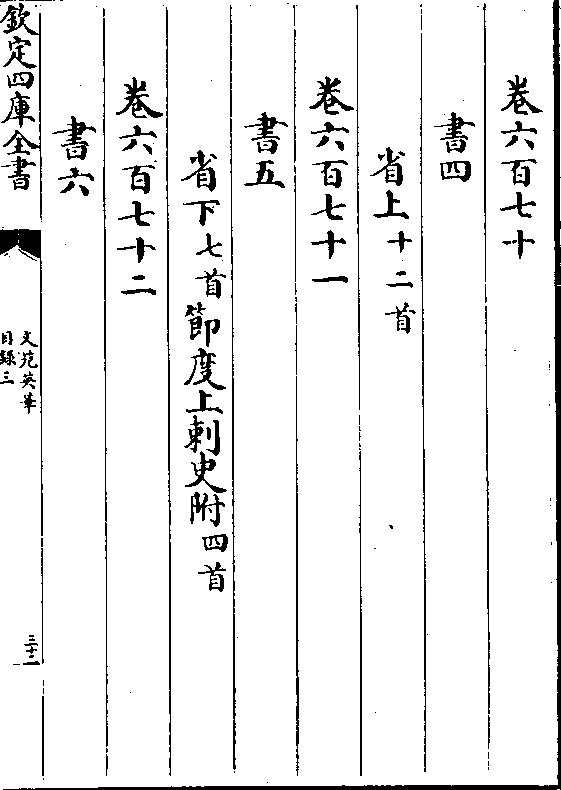 卷六百七十
書四
省上十二首
卷六百七十一
書五
省下七首節度上刺史附四首
卷六百七十二
書六
欽定四庫全書
文苑英華
目錄三
三十二